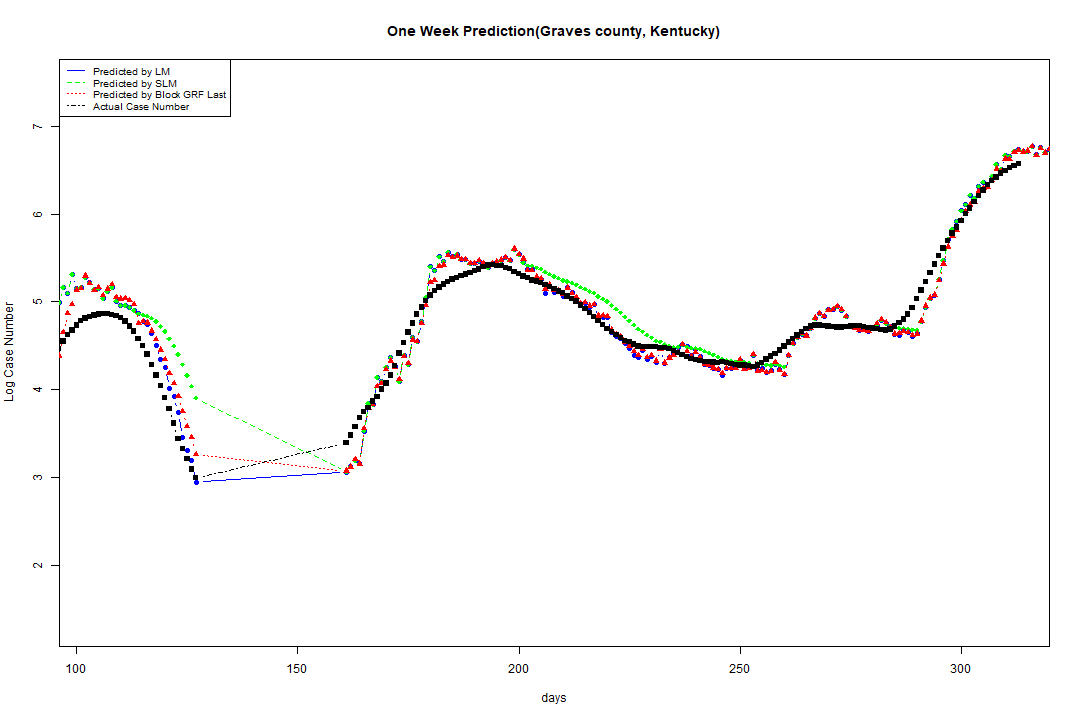 One Week Prediction(Graves county, Kentucky)
Predicted by LM
Predicted by SLM
Predicted by Block GRF Last
Actual Case Number
Log Case Number
7
6
5
4
3
2
100 150 200 250 300
days